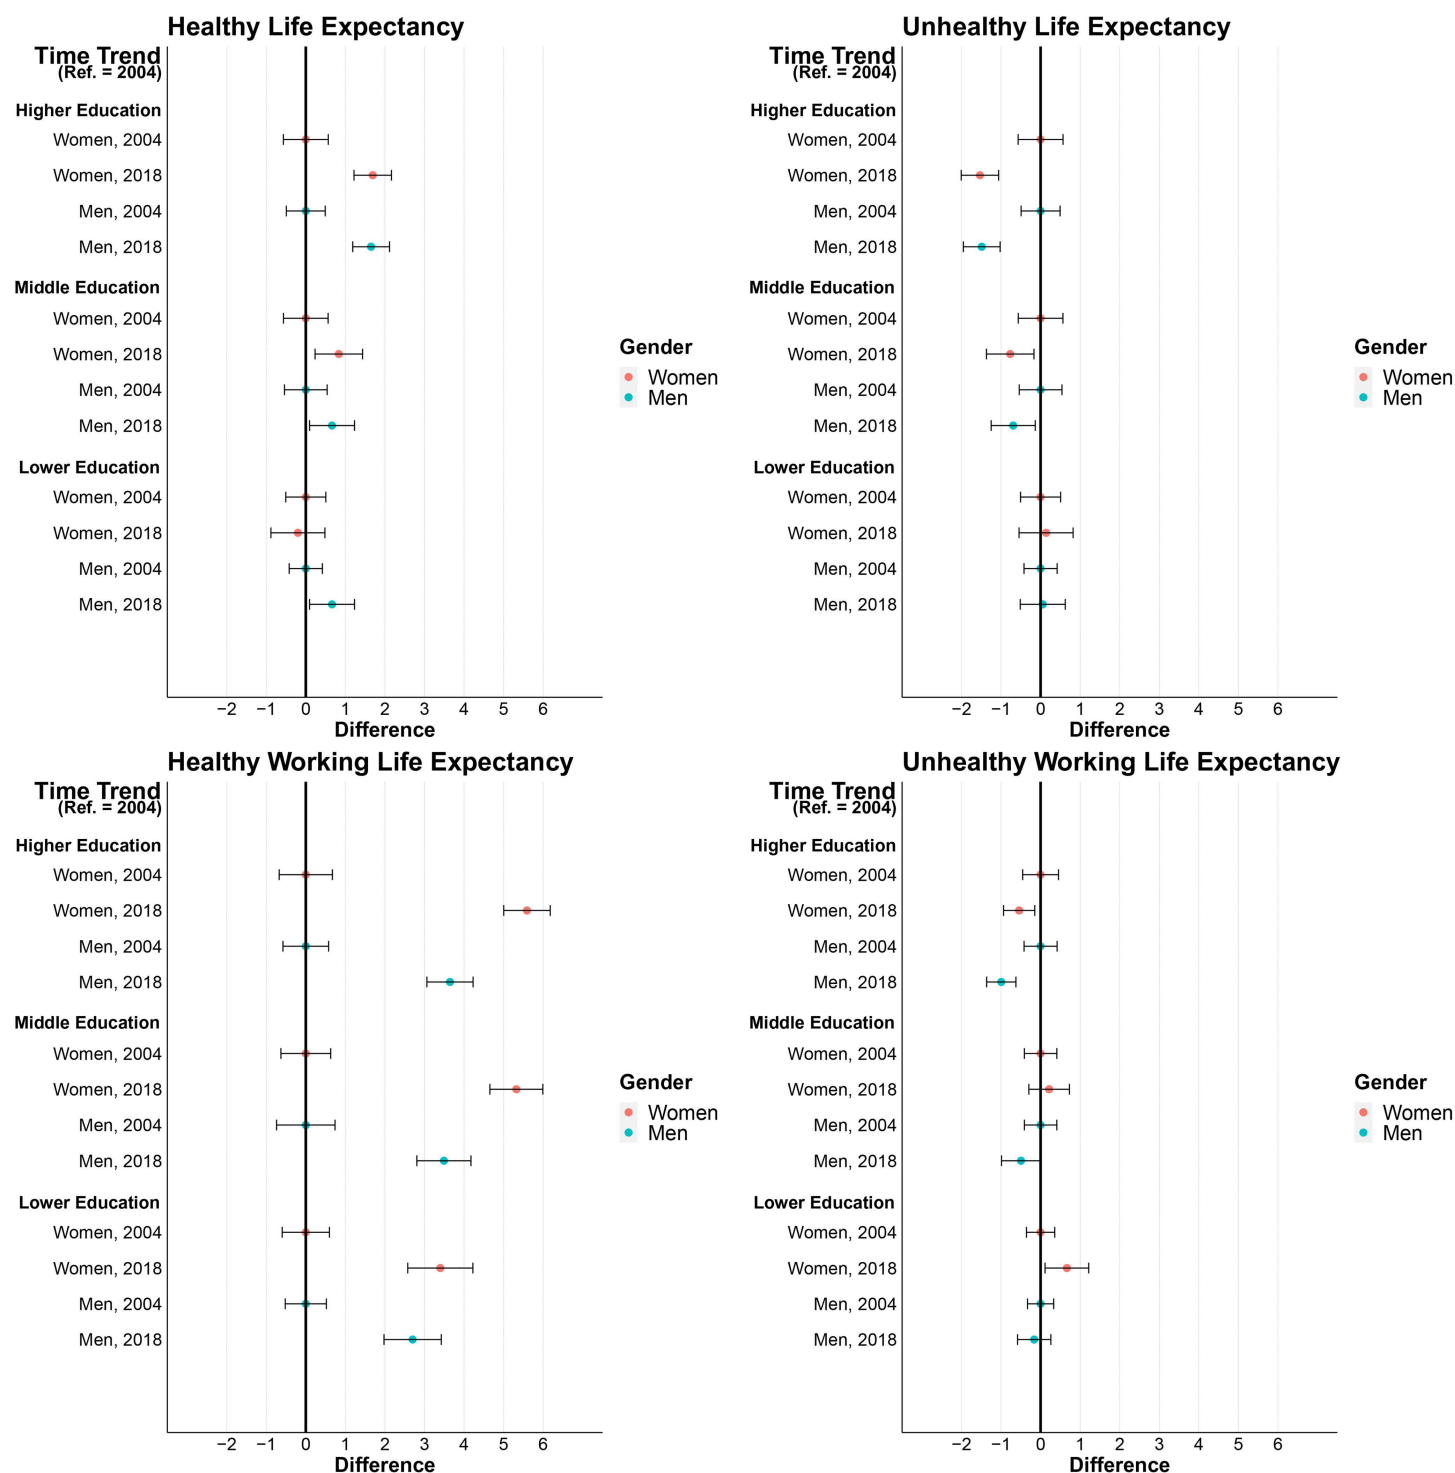 Healthy Life Expectancy
Time Trend
(Ref. = 2004)
Higher Education
Women, 2004
Women, 2018
Men, 2004
Men, 2018
Middle Education
Women, 2004
Women, 2018
Men, 2004
Men, 2018
Lower Education
Women, 2004
Women, 2018
Men, 2004
Men, 2018
−2 −1 0 1 2 3 4 5 6
Difference
Gender
Women
Men
Unhealthy Life Expectancy
Time Trend
(Ref. = 2004)
Higher Education
Women, 2004
Women, 2018
Men, 2004
Men, 2018
Middle Education
Women, 2004
Women, 2018
Men, 2004
Men, 2018
Lower Education
Women, 2004
Women, 2018
Men, 2004
Men, 2018
−2 −1 0 1 2 3 4 5 6
Difference
Gender
Women
Men
Healthy Working Life Expectancy
Time Trend
(Ref. = 2004)
Higher Education
Women, 2004
Women, 2018
Men, 2004
Men, 2018
Middle Education
Women, 2004
Women, 2018
Men, 2004
Men, 2018
Lower Education
Women, 2004
Women, 2018
Men, 2004
Men, 2018
−2 −1 0 1 2 3 4 5 6
Difference
Gender
Women
Men
Unhealthy Working Life Expectancy
Time Trend
(Ref. = 2004)
Higher Education
Women, 2004
Women, 2018
Men, 2004
Men, 2018
Middle Education
Women, 2004
Women, 2018
Men, 2004
Men, 2018
Lower Education
Women, 2004
Women, 2018
Men, 2004
Men, 2018
−2 −1 0 1 2 3 4 5 6
Difference
Gender
Women
Men